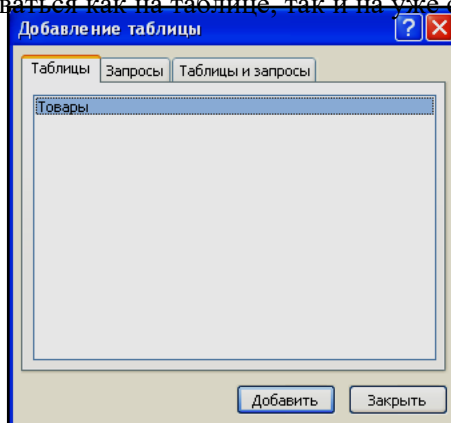 ваться как на таблице, так и на уже
Добавление таблицы
Таблицы Запросы Таблицы и запросы
Товары
Добавить Закрыть